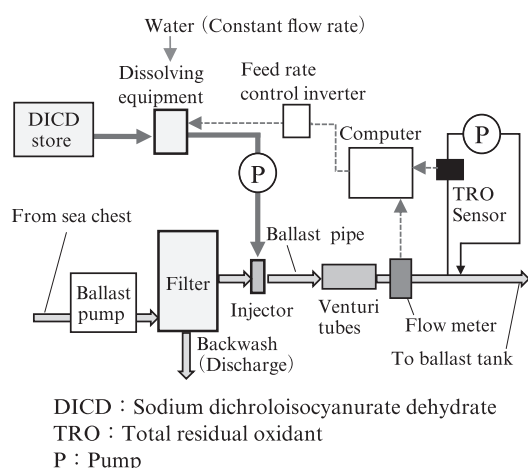 Water (Constant flow rate)
Dissolving
equipment
Feed rate
control inverter
DICD
store
Computer
P
P
TRO
Sensor
From sea chest
Ballast pipe
Filter
Ballast
pump
Injector
Venturi
tubes
Flow meter
Backwash
(Discharge)
To ballast tank
DICD : Sodium dichroloisocyanurate dehydrate
TRO : Total residual oxidant
P : Pump